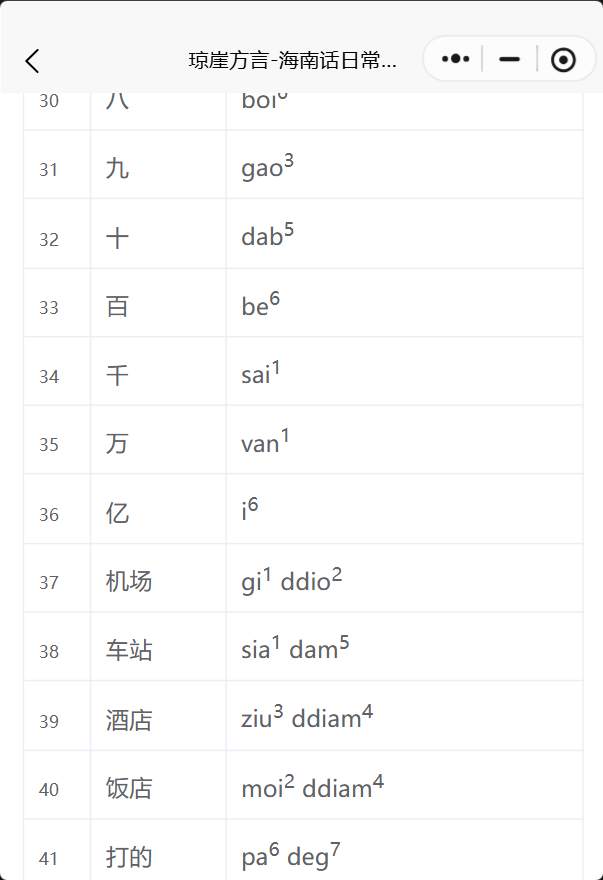 琼崖方言-海南话日常...
30 八 boi⁶
31 九 gao³
32 十 dab⁵
33 百 be⁶
34 千 sai¹
35 万 van¹
36 亿 i⁶
37 机场 gi¹ ddio²
38 车站 sia¹ dam⁵
39 酒店 ziu³ ddiam⁴
40 饭店 moi² ddiam⁴
41 打的 pa⁶ deg⁷